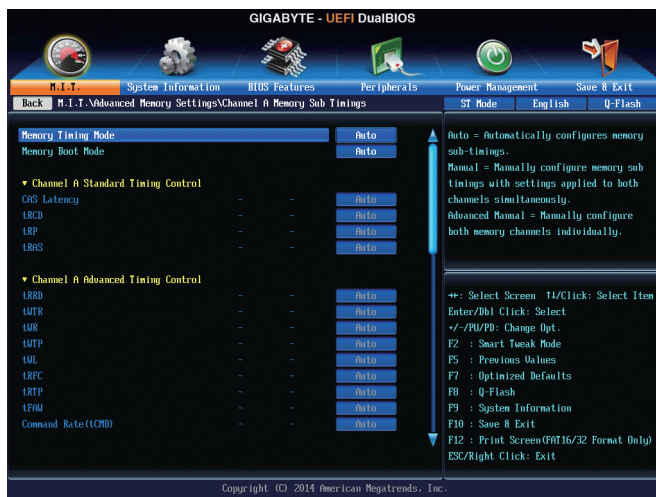 GIGABYTE - UEFI DualBIOS
M.I.T. System Information BIOS Features Peripherals Power Management Save & Exit
Back M.I.T.\Advanced Memory Settings\Channel A Memory Sub Timings ST Mode English Q-Flash
Memory Timing Mode Auto
Memory Boot Mode Auto
▼ Channel A Standard Timing Control
CAS Latency - - Auto
tRCD - - Auto
tRP - - Auto
tRAS - - Auto
▼ Channel A Advanced Timing Control
tRRD - - Auto
tWTR - - Auto
tWR - - Auto
tWTP - - Auto
tWL - - Auto
tRFC - - Auto
tRTP - - Auto
tFAW - - Auto
Command Rate(tCMD) - - Auto
Auto = Automatically configures memory
sub-timings.
Manual = Manually configure memory sub
timings with settings applied to both
channels simultaneously.
Advanced Manual = Manually configure
both memory channels individually.
→←: Select Screen ↑↓/Click: Select Item
Enter/Dbl Click: Select
+/-/PU/PD: Change Opt.
F2 : Smart Tweak Mode
F5 : Previous Values
F7 : Optimized Defaults
F8 : Q-Flash
F9 : System Information
F10 : Save & Exit
F12 : Print Screen(FAT16/32 Format Only)
ESC/Right Click: Exit
Copyright (C) 2014 American Megatrends, Inc.